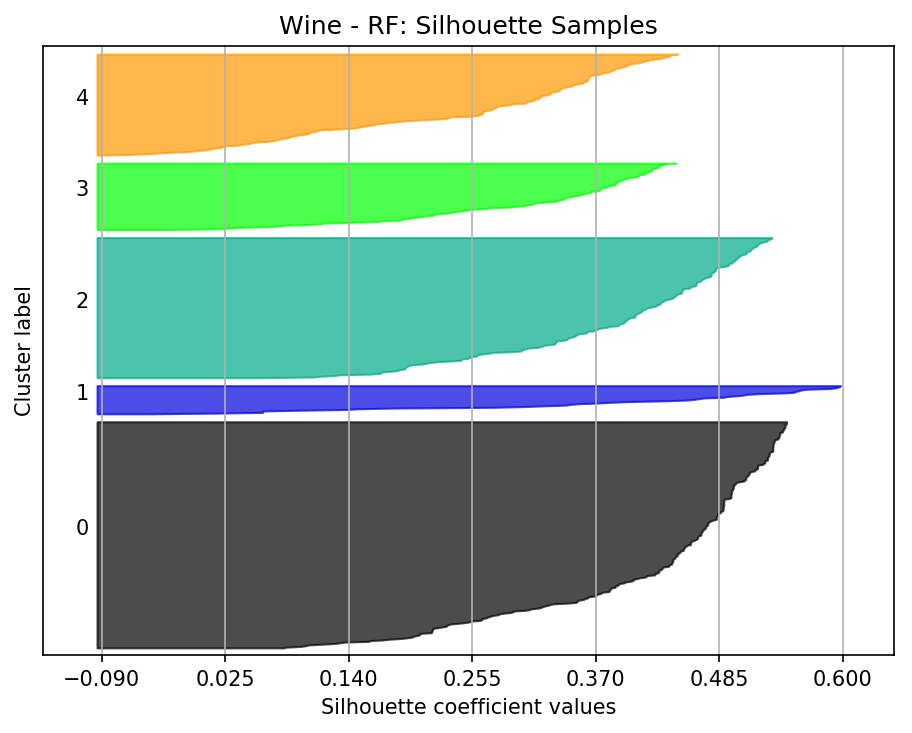 Wine - RF: Silhouette Samples
Cluster label
4
3
2
1
0
−0.090 0.025 0.140 0.255 0.370 0.485 0.600
Silhouette coefficient values